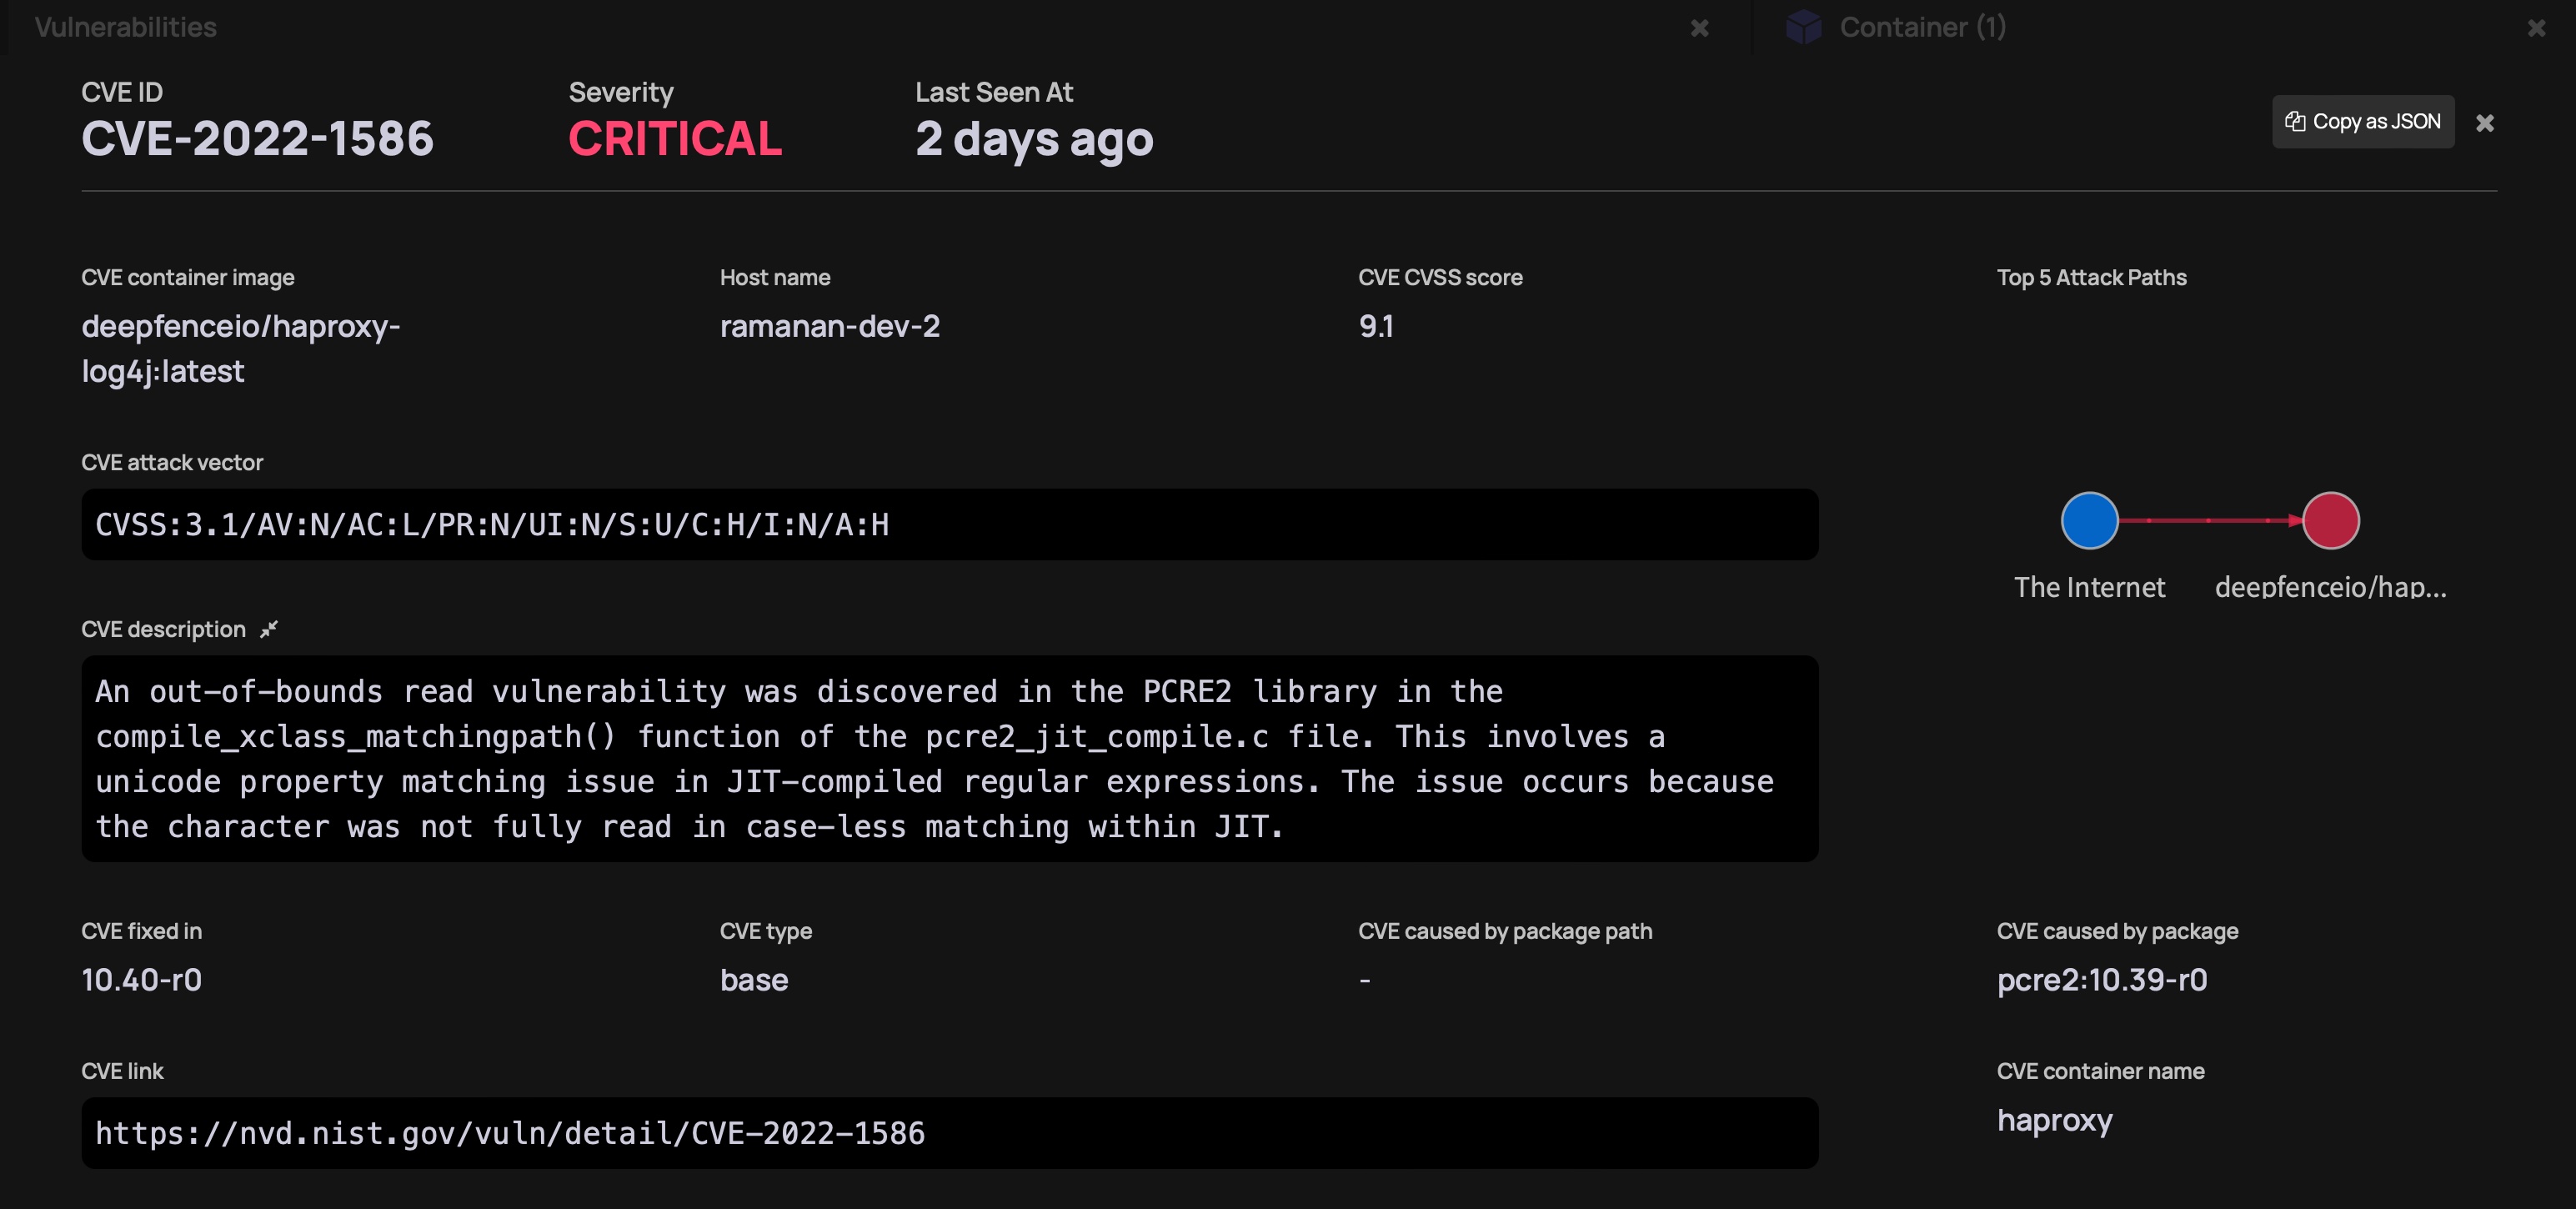 Vulnerabilities
Container (1)
CVE ID
CVE-2022-1586
Severity
CRITICAL
Last Seen At
2 days ago
Copy as JSON
CVE container image
deepfenceio/haproxy-
log4j:latest
Host name
ramanan-dev-2
CVE CVSS score
9.1
Top 5 Attack Paths
The Internet
deepfenceio/hap...
CVE attack vector
CVSS:3.1/AV:N/AC:L/PR:N/UI:N/S:U/C:H/I:N/A:H
CVE description
An out-of-bounds read vulnerability was discovered in the PCRE2 library in the
compile_xclass_matchingpath() function of the pcre2_jit_compile.c file. This involves a
unicode property matching issue in JIT-compiled regular expressions. The issue occurs because
the character was not fully read in case-less matching within JIT.
CVE fixed in
10.40-r0
CVE type
base
CVE caused by package path
-
CVE caused by package
pcre2:10.39-r0
CVE link
https://nvd.nist.gov/vuln/detail/CVE-2022-1586
CVE container name
haproxy